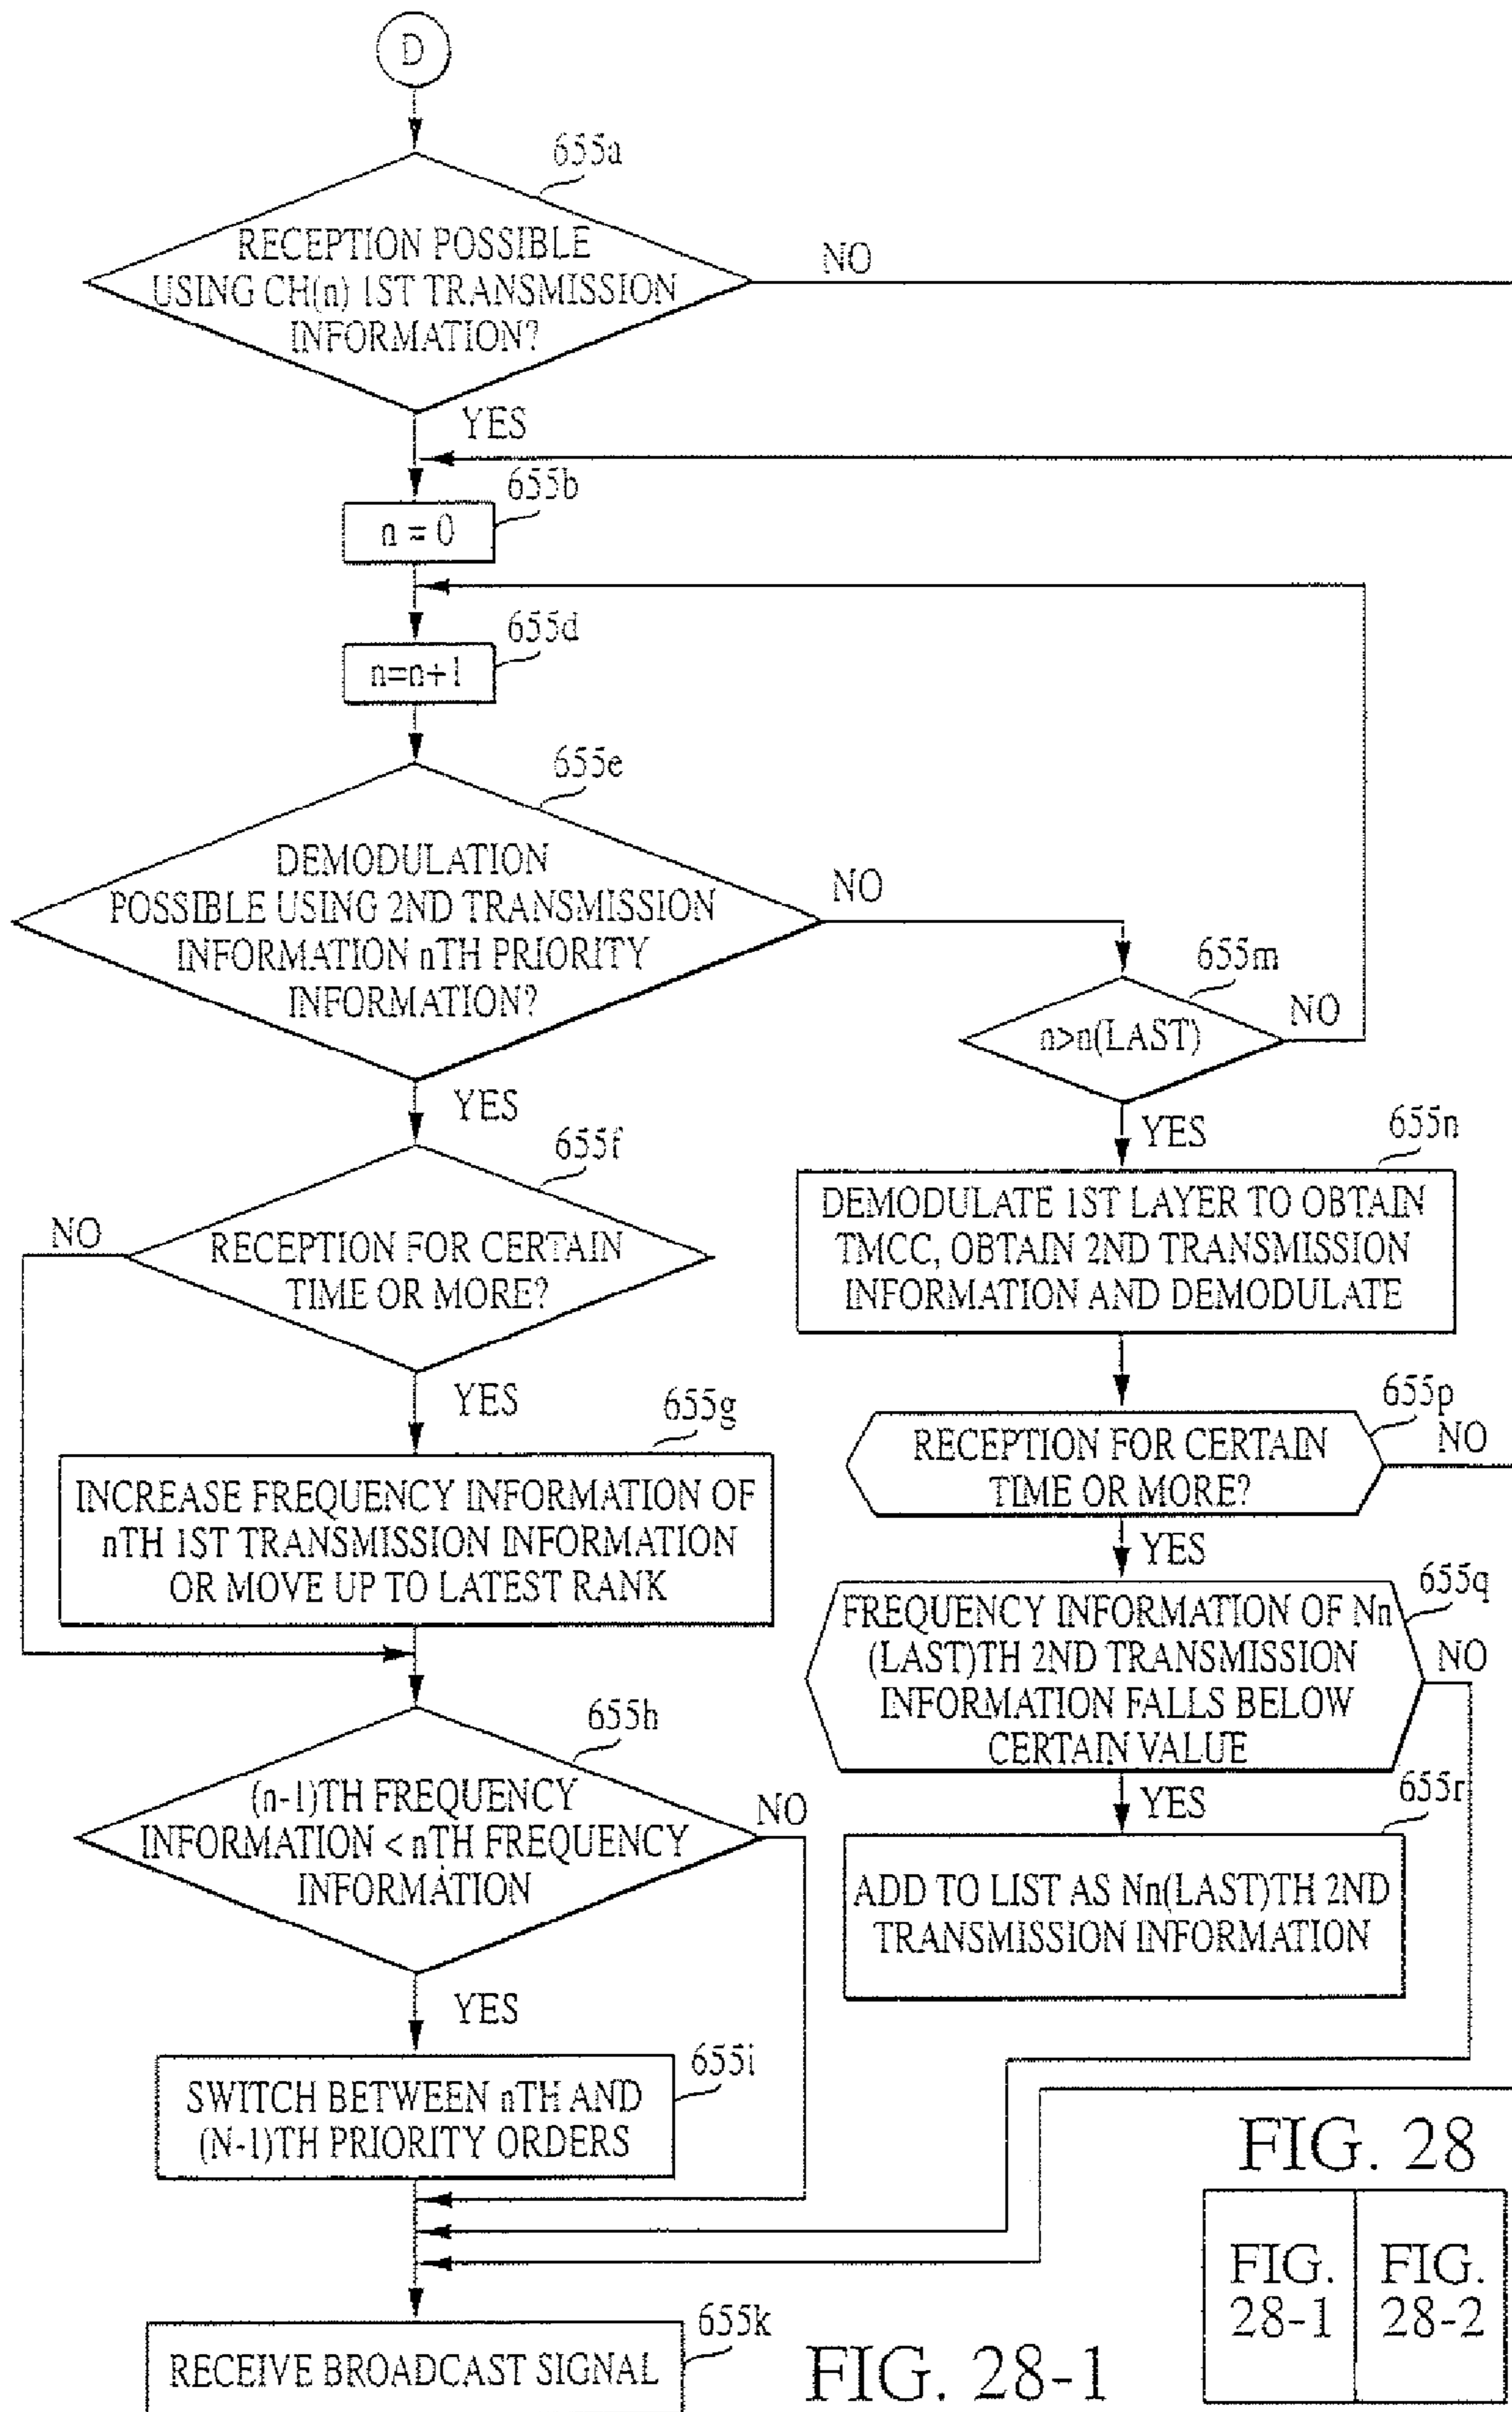 D
655a
RECEPTION POSSIBLE
USING CH(n) 1ST TRANSMISSION
INFORMATION?
NO
YES
655b
n = 0
655d
n=n+1
655e
DEMODULATION
POSSIBLE USING 2ND TRANSMISSION
INFORMATION nTH PRIORITY
INFORMATION?
NO
655m
n>n(LAST)
NO
YES
YES
655n
DEMODULATE 1ST LAYER TO OBTAIN
TMCC, OBTAIN 2ND TRANSMISSION
INFORMATION AND DEMODULATE
655f
RECEPTION FOR CERTAIN
TIME OR MORE?
NO
YES
655p
RECEPTION FOR CERTAIN
TIME OR MORE?
NO
YES
655g
INCREASE FREQUENCY INFORMATION OF
nTH 1ST TRANSMISSION INFORMATION
OR MOVE UP TO LATEST RANK
655q
FREQUENCY INFORMATION OF Nn
(LAST)TH 2ND TRANSMISSION
INFORMATION FALLS BELOW
CERTAIN VALUE
NO
YES
655h
(n-1)TH FREQUENCY
INFORMATION < nTH FREQUENCY
INFORMATION
NO
YES
655r
ADD TO LIST AS Nn(LAST)TH 2ND
TRANSMISSION INFORMATION
655i
SWITCH BETWEEN nTH AND
(N-1)TH PRIORITY ORDERS
655k
RECEIVE BROADCAST SIGNAL
FIG. 28
FIG.
28-1
FIG.
28-2
FIG. 28-1